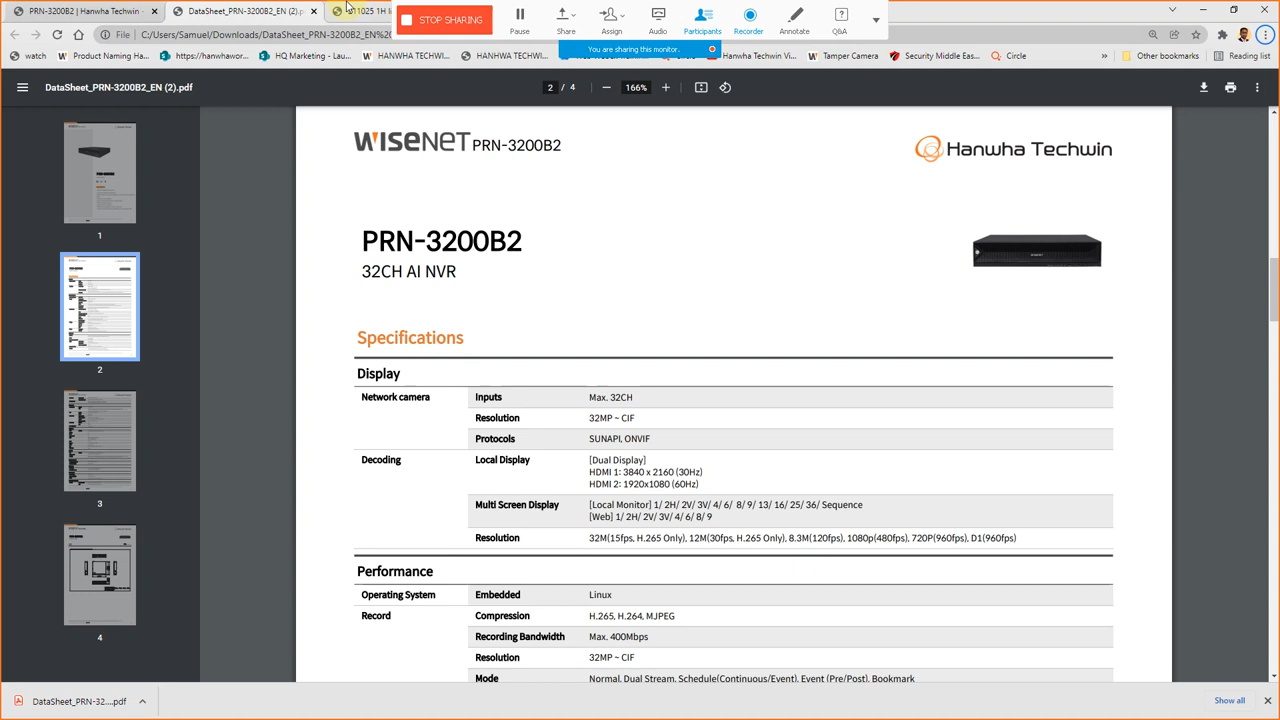 PRN-3200B2 | Hanwha Techwin -
DataSheet_PRN-3200B2_EN (2).p
STOP SHARING
Pause
Share
Assign
Audio
Participants
Recorder
Annotate
Q&A
You are sharing this monitor.
File
C:/Users/Samuel/Downloads/DataSheet_PRN-3200B2_EN%20
watch
Product Naming Ha...
https://hanhwawor...
HQ Marketing - Lau...
HANWHA TECHWI...
HANWHA TECHWI...
Hanwha Techwin Vi...
Tamper Camera
Security Middle Eas...
Circle
Other bookmarks
Reading list
DataSheet_PRN-3200B2_EN (2).pdf
2 / 4
166%
1
2
3
4
WISENET PRN-3200B2
Hanwha Techwin
PRN-3200B2
32CH AI NVR
Specifications
Display
Network camera Inputs Max. 32CH
Resolution 32MP ~ CIF
Protocols SUNAPI, ONVIF
Decoding Local Display [Dual Display]
HDMI 1: 3840 x 2160 (30Hz)
HDMI 2: 1920x1080 (60Hz)
Multi Screen Display [Local Monitor] 1/ 2H/ 2V/ 3V/ 4/ 6/ 8/ 9/ 13/ 16/ 25/ 36/ Sequence
[Web] 1/ 2H/ 2V/ 3V/ 4/ 6/ 8/ 9
Resolution 32M(15fps, H.265 Only), 12M(30fps, H.265 Only), 8.3M(120fps), 1080p(480fps), 720P(960fps), D1(960fps)
Performance
Operating System Embedded Linux
Record Compression H.265, H.264, MJPEG
Recording Bandwidth Max. 400Mbps
Resolution 32MP ~ CIF
Mode Normal, Dual Stream, Schedule(Continuous/Event), Event (Pre/Post), Bookmark
DataSheet_PRN-32....pdf
Show all